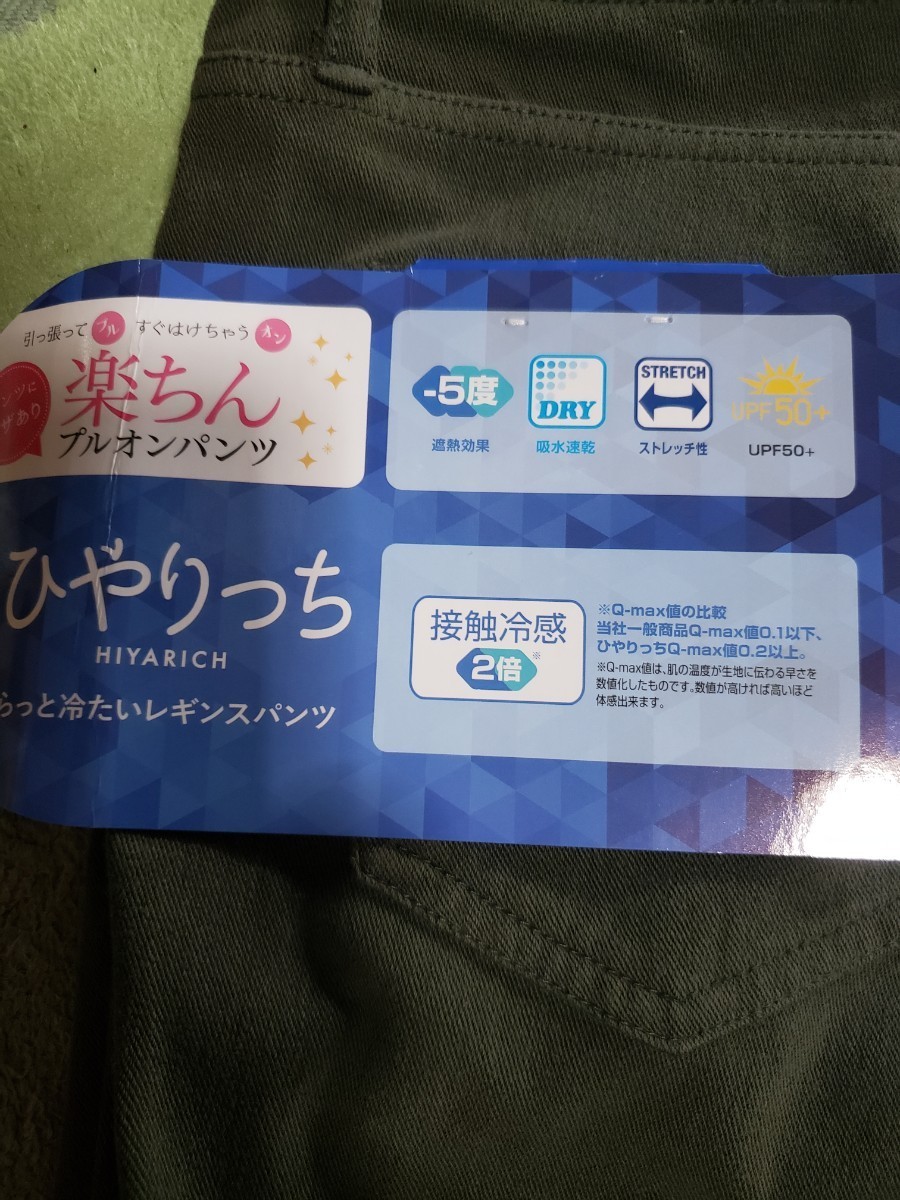 引っ張って プル すぐはけちゃう オン
楽ちん
プルオンパンツ
ひやりっち
HIYARICH
らっと冷たいレギンスパンツ
-5度
遮熱効果
DRY
吸水速乾
STRETCH
ストレッチ性
UPF50+
UPF50+
接触冷感
2倍※
※Q-max値の比較
当社一般商品Q-max値0.1以下、
ひやりっちQ-max値0.2以上。
※Q-max値は、肌の温度が生地に伝わる早さを
数値化したものです。数値が高ければ高いほど
体感出来ます。